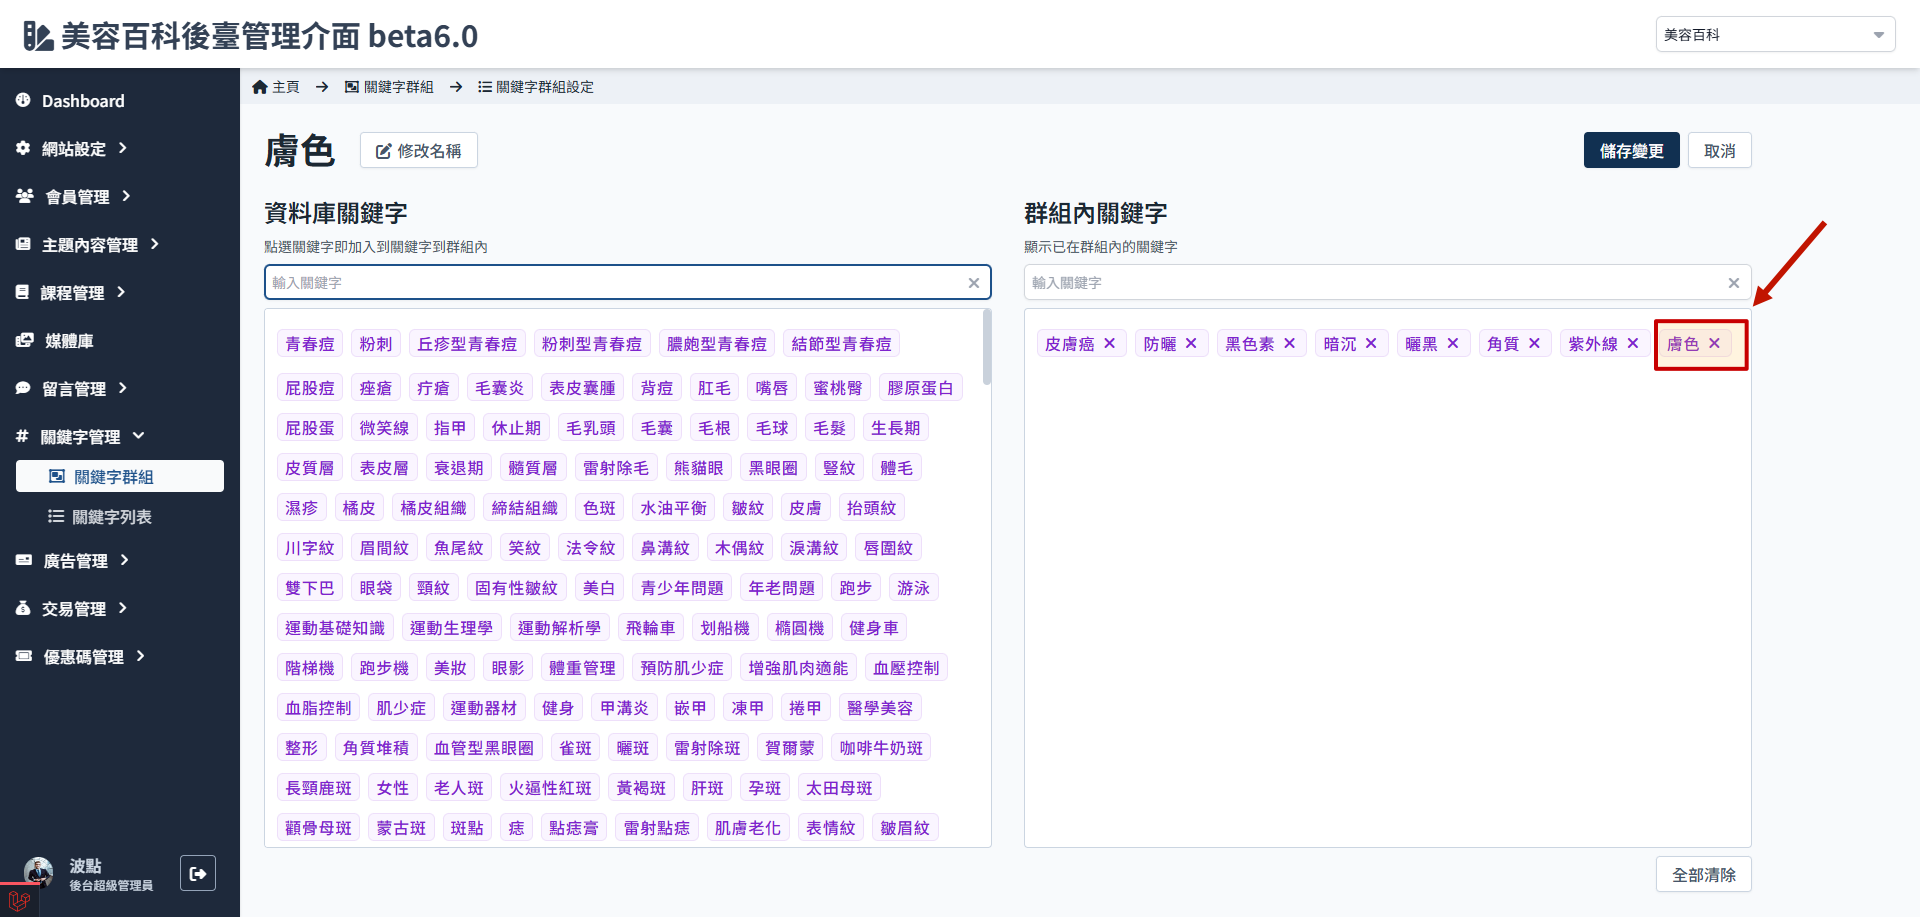 美容百科後臺管理介面 beta6.0
美容百科
Dashboard
網站設定
會員管理
主題內容管理
課程管理
媒體庫
留言管理
關鍵字管理
關鍵字群組
關鍵字列表
廣告管理
交易管理
優惠碼管理
波點
後台超級管理員
主頁 → 關鍵字群組 → 關鍵字群組設定
膚色 修改名稱
儲存變更 取消
資料庫關鍵字
點選關鍵字即加入到關鍵字到群組內
輸入關鍵字
青春痘 粉刺 丘疹型青春痘 粉刺型青春痘 膿皰型青春痘 結節型青春痘
屁股痘 痤瘡 疔瘡 毛囊炎 表皮囊腫 背痘 肛毛 嘴唇 蜜桃臀 膠原蛋白
屁股蛋 微笑線 指甲 休止期 毛乳頭 毛囊 毛根 毛球 毛髮 生長期
皮質層 表皮層 衰退期 髓質層 雷射除毛 熊貓眼 黑眼圈 豎紋 體毛
濕疹 橘皮 橘皮組織 締結組織 色斑 水油平衡 皺紋 皮膚 抬頭紋
川字紋 眉間紋 魚尾紋 笑紋 法令紋 鼻溝紋 木偶紋 淚溝紋 唇圍紋
雙下巴 眼袋 頸紋 固有性皺紋 美白 青少年問題 年老問題 跑步 游泳
運動基礎知識 運動生理學 運動解析學 飛輪車 划船機 橢圓機 健身車
階梯機 跑步機 美妝 眼影 體重管理 預防肌少症 增強肌肉適能 血壓控制
血脂控制 肌少症 運動器材 健身 甲溝炎 嵌甲 凍甲 捲甲 醫學美容
整形 角質堆積 血管型黑眼圈 雀斑 曬斑 雷射除斑 賀爾蒙 咖啡牛奶斑
長頸鹿斑 女性 老人斑 火逼性紅斑 黃褐斑 肝斑 孕斑 太田母斑
顴骨母斑 蒙古斑 斑點 痣 點痣膏 雷射點痣 肌膚老化 表情紋 皺眉紋
群組內關鍵字
顯示已在群組內的關鍵字
輸入關鍵字
皮膚癌 防曬 黑色素 暗沉 曬黑 角質 紫外線 膚色
全部清除